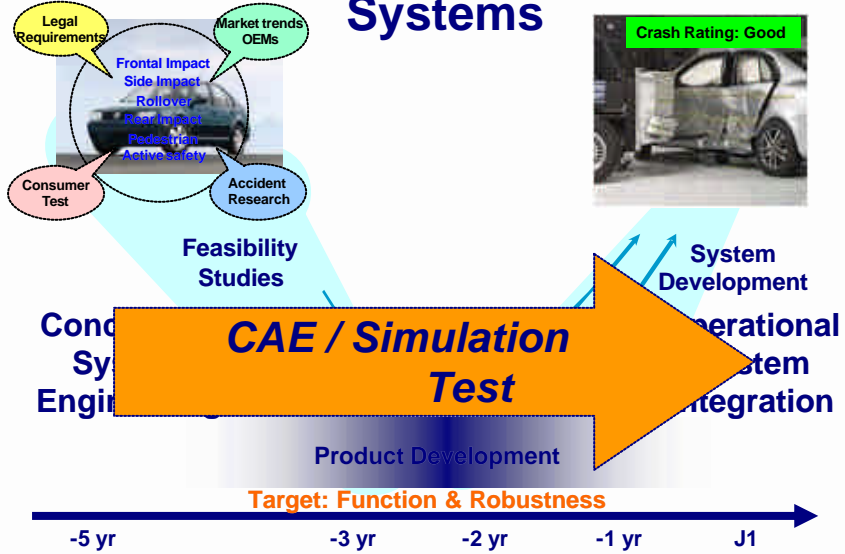 Systems
Legal
Requirements
Market trends
OEMs
Frontal Impact
Side Impact
Rollover
Rear Impact
Pedestrian
Active safety
Consumer
Test
Accident
Research
Crash Rating: Good
Feasibility
Studies
System
Development
CAE / Simulation
Test
Integration
Product Development
Target: Function & Robustness
-5 yr
-3 yr
-2 yr
-1 yr
J1